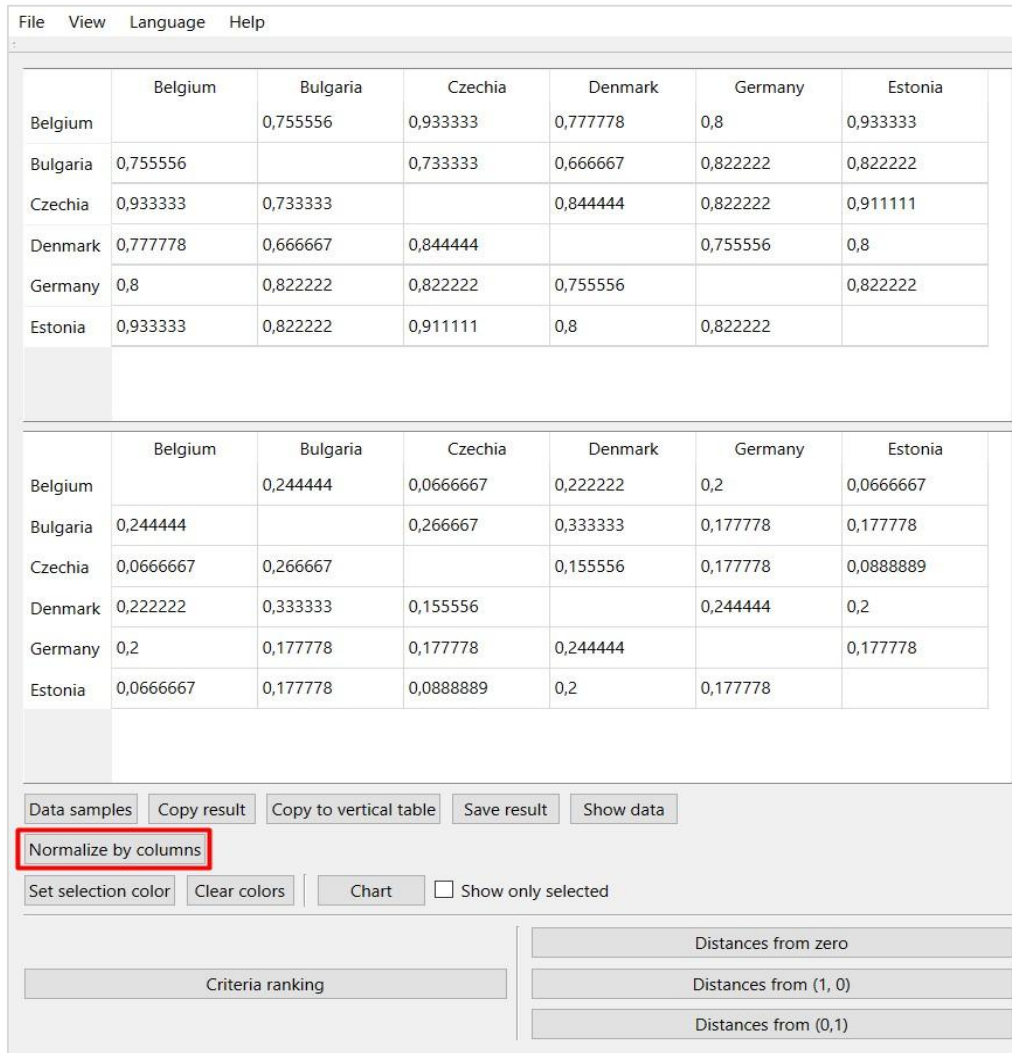 File View Language Help
Belgium Bulgaria Czechia Denmark Germany Estonia
Belgium 0,755556 0,933333 0,777778 0,8 0,933333
Bulgaria 0,755556 0,733333 0,666667 0,822222 0,822222
Czechia 0,933333 0,733333 0,844444 0,822222 0,911111
Denmark 0,777778 0,666667 0,844444 0,755556 0,8
Germany 0,8 0,822222 0,822222 0,755556 0,822222
Estonia 0,933333 0,822222 0,911111 0,8 0,822222
Belgium Bulgaria Czechia Denmark Germany Estonia
Belgium 0,244444 0,0666667 0,222222 0,2 0,0666667
Bulgaria 0,244444 0,266667 0,333333 0,177778 0,177778
Czechia 0,0666667 0,266667 0,155556 0,177778 0,0888889
Denmark 0,222222 0,333333 0,155556 0,244444 0,2
Germany 0,2 0,177778 0,177778 0,244444 0,177778
Estonia 0,0666667 0,177778 0,0888889 0,2 0,177778
Data samples Copy result Copy to vertical table Save result Show data
Normalize by columns
Set selection color Clear colors Chart Show only selected
Distances from zero
Criteria ranking Distances from (1, 0)
Distances from (0,1)